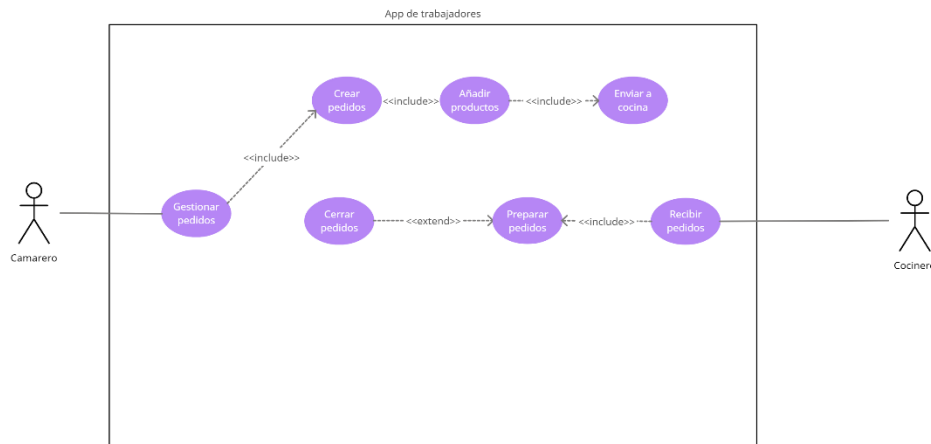 App de trabajadores
Crear
pedidos
<<include>>
Añadir
productos
<<include>>
Enviar a
cocina
<<include>>
Gestionar
pedidos
Cerrar
pedidos
<<extend>>
Preparar
pedidos
<<include>>
Recibir
pedidos
Camarero
Cociner